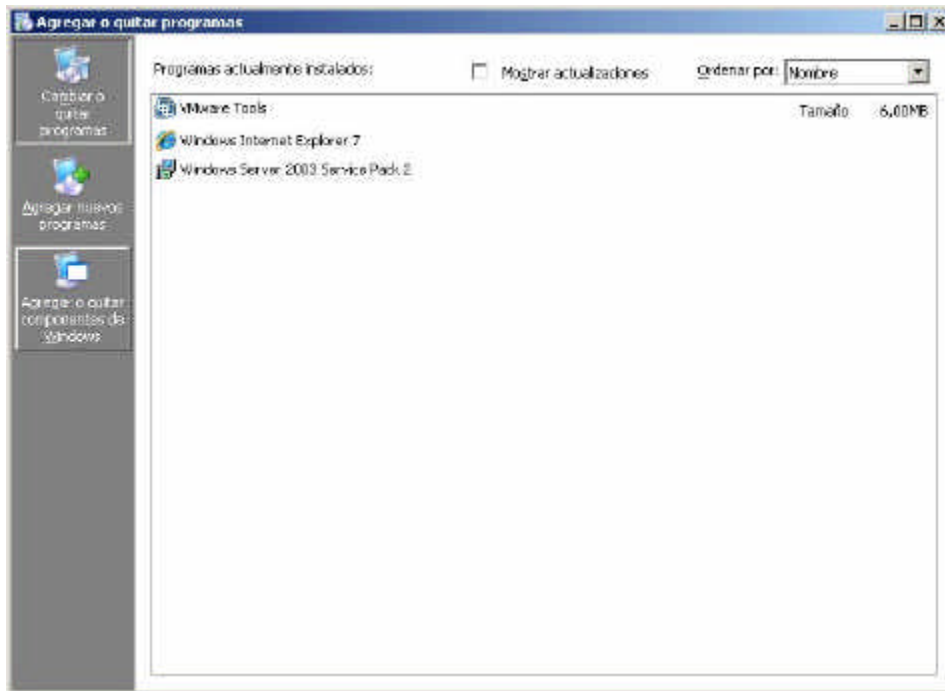 Agregar o quitar programas
Cambiar o
quitar
programas
Agregar nuevos
programas
Agregar o quitar
componentes de
Windows
Programas actualmente instalados:
Mostrar actualizaciones
Ordenar por: Nombre
VMware Tools Tamaño 6,00MB
Windows Internet Explorer 7
Windows Server 2003 Service Pack 2